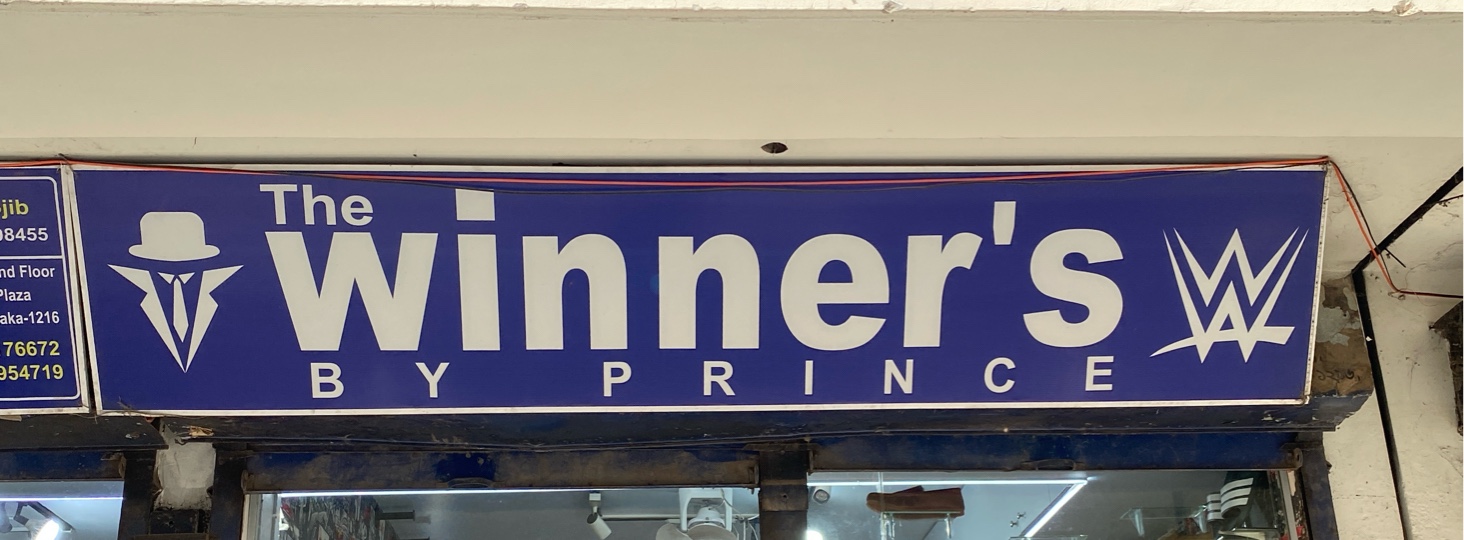 jib
08455
nd Floor
Plaza
aka-1216
76672
954719
The
winner's
BY PRINCE
W